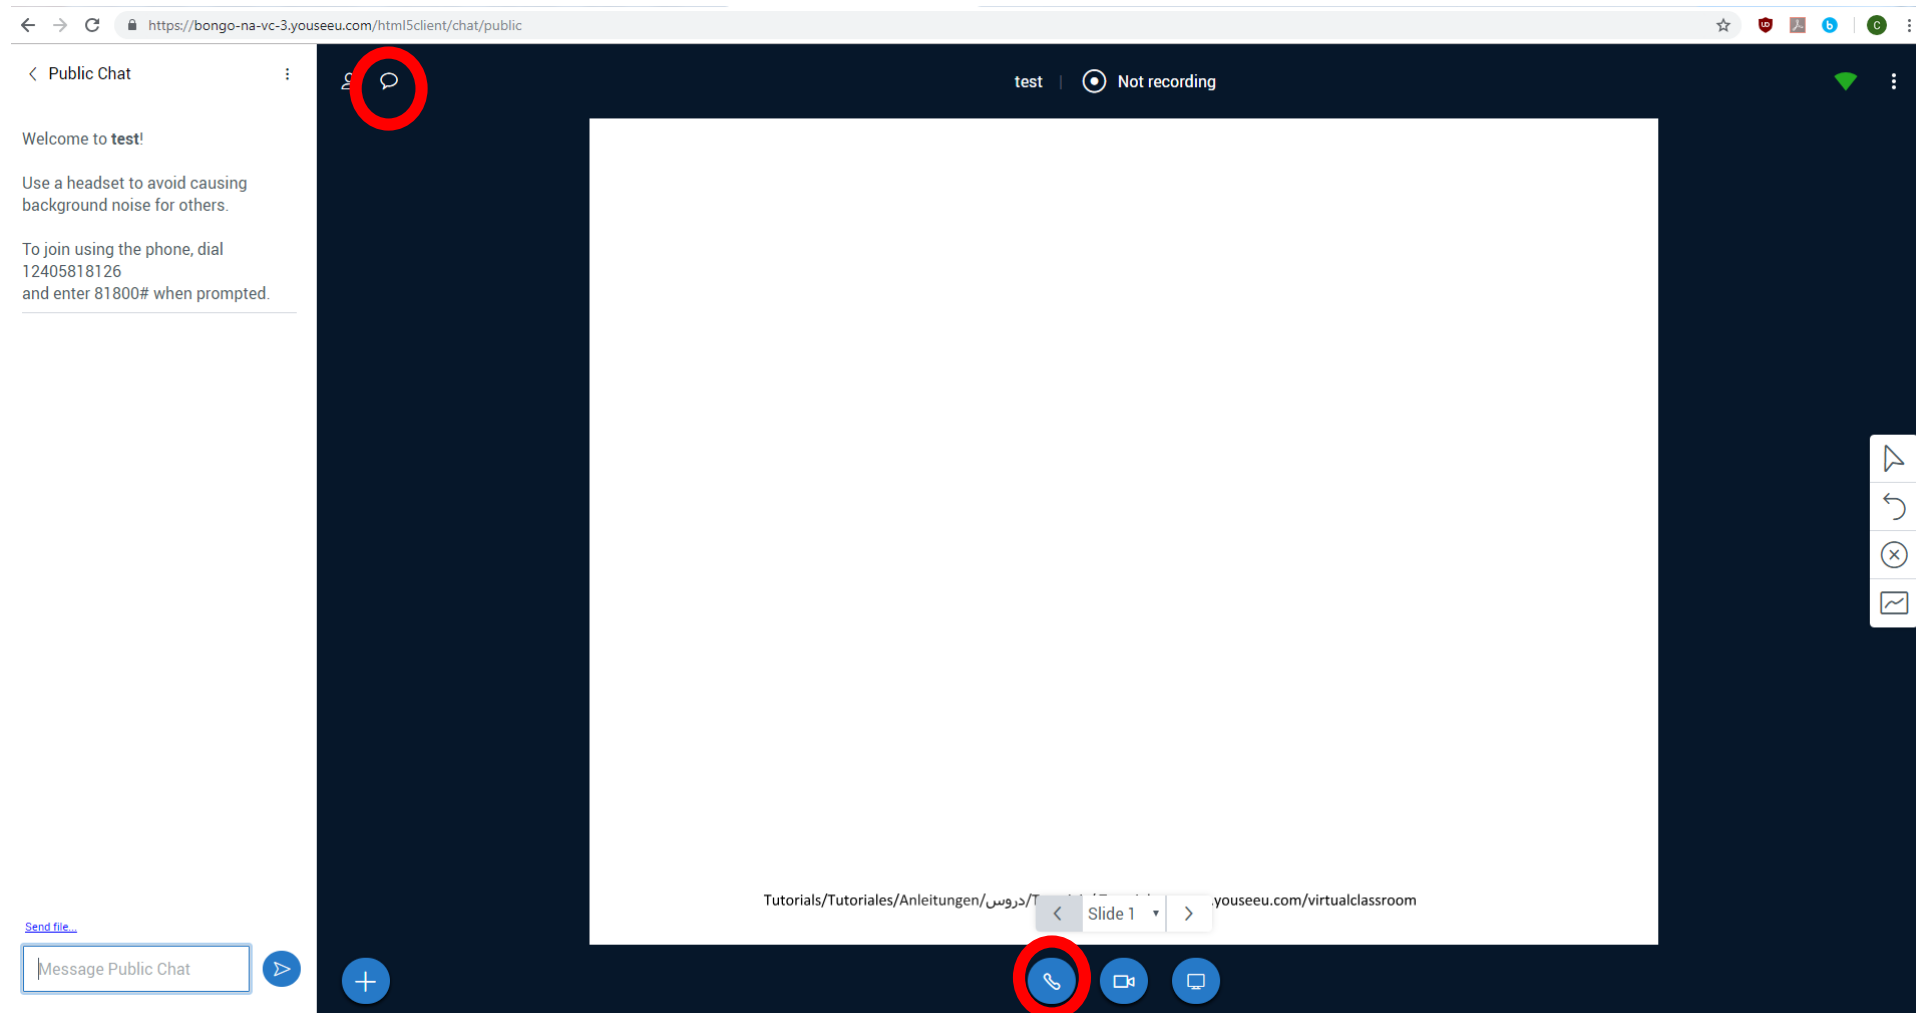 https://bongo-na-vc-3.youseeu.com/html5client/chat/public
Public Chat
test | Not recording
Welcome to test!
Use a headset to avoid causing
background noise for others.
To join using the phone, dial
12405818126
and enter 81800# when prompted.
Tutorials/Tutoriales/Anleitungen/دروس/
.youseeu.com/virtualclassroom
Slide 1
Send file...
Message Public Chat